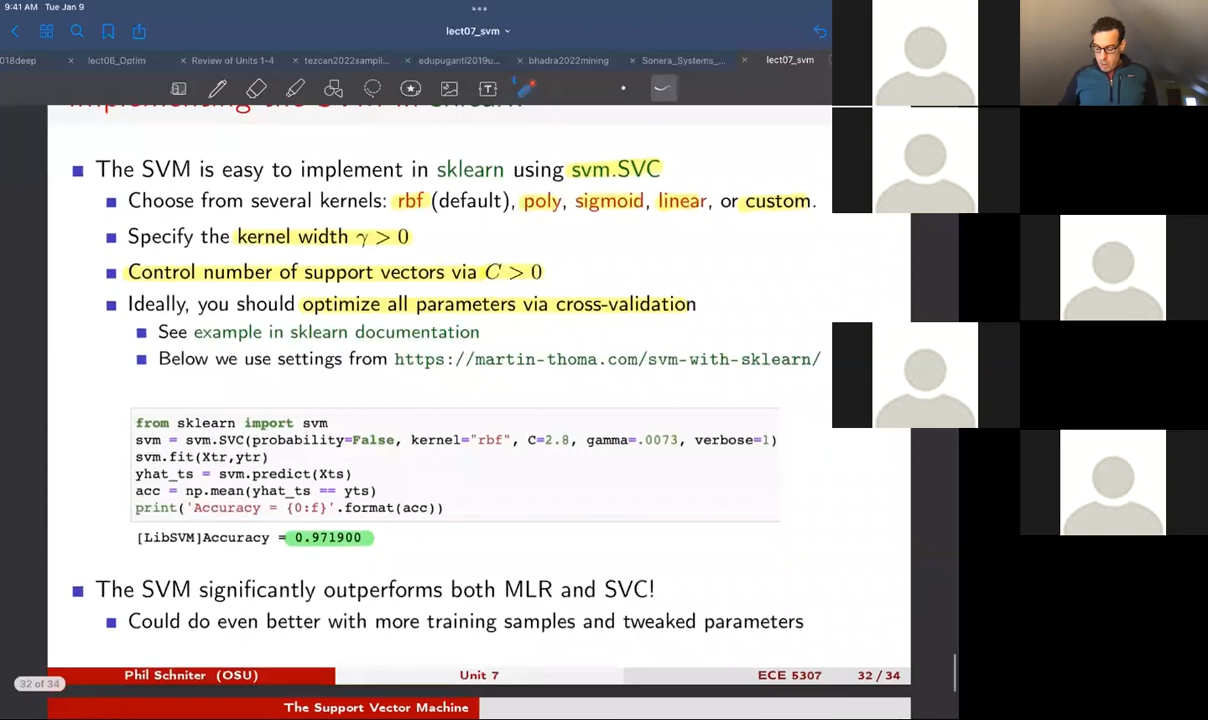 9:41 AM Tue Jan 9
lect07_svm
018deep
lect06_Optim
Review of Units 1-4
tezcan2022sampli...
edupuganti2019u...
bhadra2022mining
Sonera_Systems_...
lect07_svm
Implementing the SVM in sklearn
The SVM is easy to implement in sklearn using svm.SVC
Choose from several kernels: rbf (default), poly, sigmoid, linear, or custom.
Specify the kernel width γ > 0
Control number of support vectors via C > 0
Ideally, you should optimize all parameters via cross-validation
See example in sklearn documentation
Below we use settings from https://martin-thoma.com/svm-with-sklearn/
from sklearn import svm
svm = svm.SVC(probability=False, kernel="rbf", C=2.8, gamma=.0073, verbose=1)
svm.fit(Xtr,ytr)
yhat_ts = svm.predict(Xts)
acc = np.mean(yhat_ts == yts)
print('Accuracy = {0:f}'.format(acc))
[LibSVM]Accuracy = 0.971900
The SVM significantly outperforms both MLR and SVC!
Could do even better with more training samples and tweaked parameters
Phil Schniter (OSU)
Unit 7
ECE 5307
32 / 34
32 of 34
The Support Vector Machine